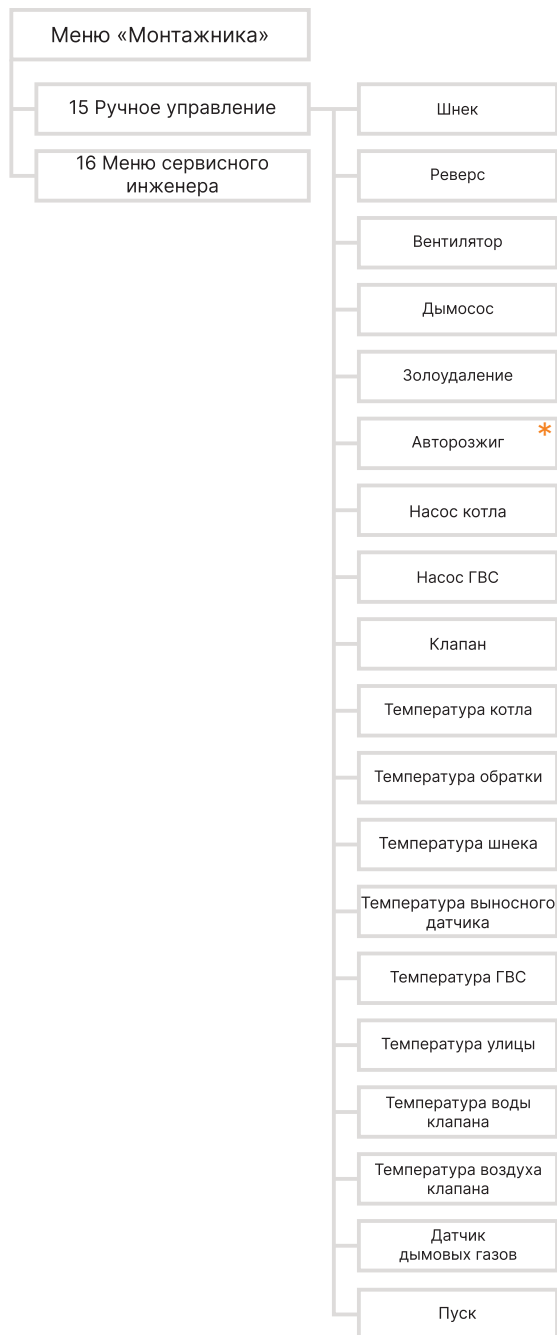 Меню «Монтажника»
15 Ручное управление
16 Меню сервисного
инженера
Шнек
Реверс
Вентилятор
Дымосос
Золоудаление
Авторозжиг *
Насос котла
Насос ГВС
Клапан
Температура котла
Температура обратки
Температура шнека
Температура выносного
датчика
Температура ГВС
Температура улицы
Температура воды
клапана
Температура воздуха
клапана
Датчик
дымовых газов
Пуск